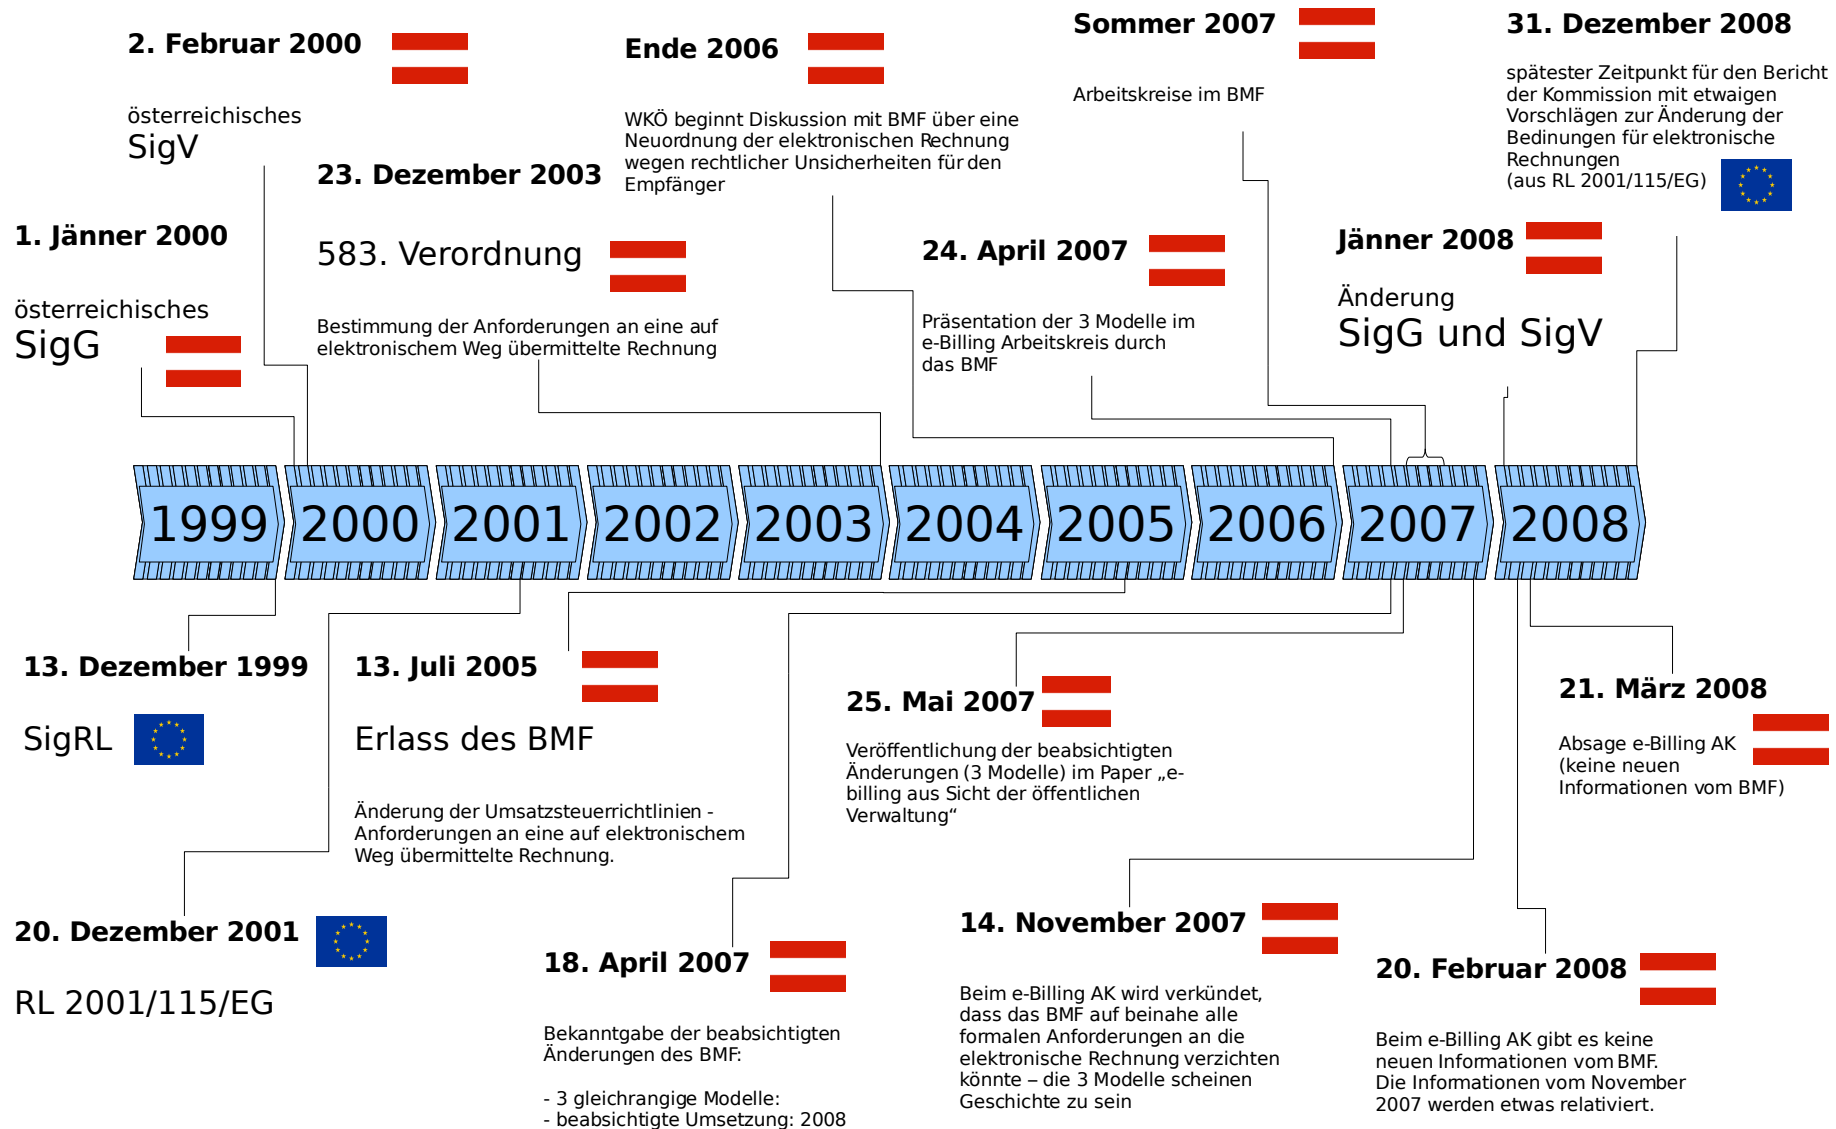 2. Februar 2000
österreichisches
SigV
1. Jänner 2000
österreichisches
SigG
23. Dezember 2003
583. Verordnung
Bestimmung der Anforderungen an eine auf
elektronischem Weg übermittelte Rechnung
Ende 2006
WKÖ beginnt Diskussion mit BMF über eine
Neuordnung der elektronischen Rechnung
wegen rechtlicher Unsicherheiten für den
Empfänger
24. April 2007
Präsentation der 3 Modelle im
e-Billing Arbeitskreis durch
das BMF
Sommer 2007
Arbeitskreise im BMF
Jänner 2008
Änderung
SigG und SigV
31. Dezember 2008
spätester Zeitpunkt für den Bericht
der Kommission mit etwaigen
Vorschlägen zur Änderung der
Bedinungen für elektronische
Rechnungen
(aus RL 2001/115/EG)
1999
2000
2001
2002
2003
2004
2005
2006
2007
2008
13. Dezember 1999
SigRL
20. Dezember 2001
RL 2001/115/EG
13. Juli 2005
Erlass des BMF
Änderung der Umsatzsteuerrichtlinien -
Anforderungen an eine auf elektronischem
Weg übermittelte Rechnung.
18. April 2007
Bekanntgabe der beabsichtigten
Änderungen des BMF:
- 3 gleichrangige Modelle:
- beabsichtigte Umsetzung: 2008
25. Mai 2007
Veröffentlichung der beabsichtigten
Änderungen (3 Modelle) im Paper „e-
billing aus Sicht der öffentlichen
Verwaltung“
14. November 2007
Beim e-Billing AK wird verkündet,
dass das BMF auf beinahe alle
formalen Anforderungen an die
elektronische Rechnung verzichten
könnte – die 3 Modelle scheinen
Geschichte zu sein
20. Februar 2008
Beim e-Billing AK gibt es keine
neuen Informationen vom BMF.
Die Informationen vom November
2007 werden etwas relativiert.
21. März 2008
Absage e-Billing AK
(keine neuen
Informationen vom BMF)